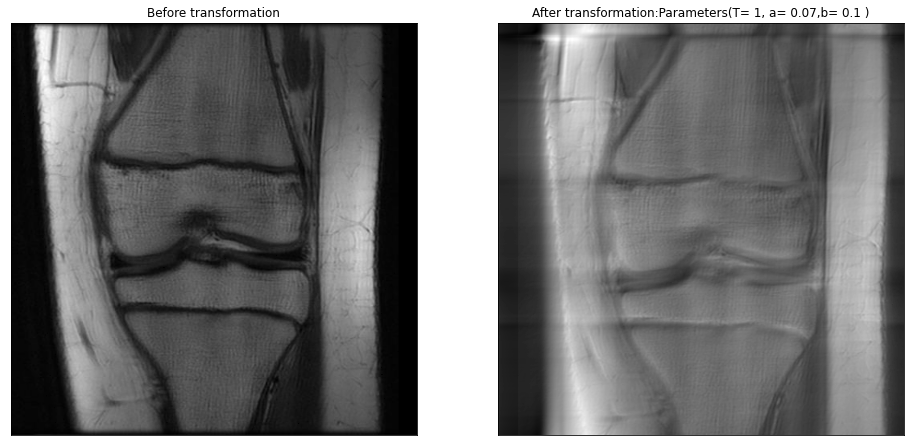 Before transformation
After transformation:Parameters(T= 1, a= 0.07,b= 0.1 )